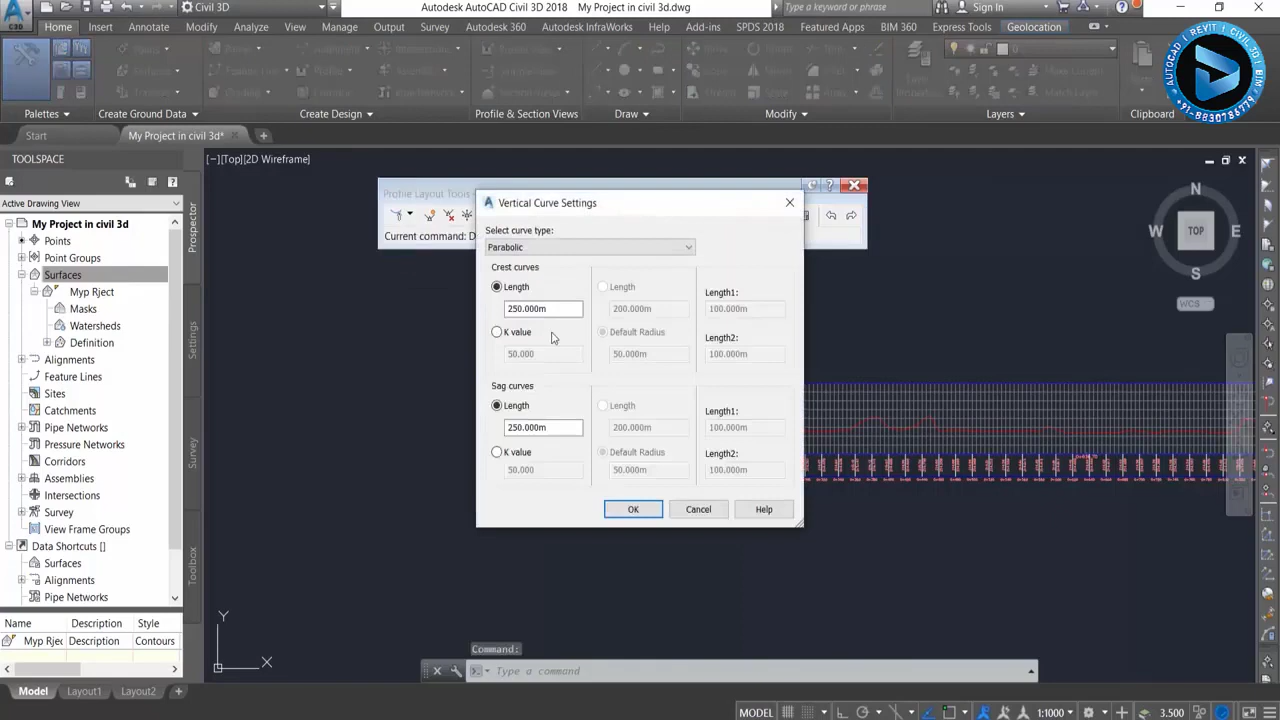 Civil 3D
Autodesk AutoCAD Civil 3D 2018 My Project in civil 3d.dwg
Type a keyword or phrase
Sign In
Home Insert Annotate Modify Analyze View Manage Output Survey Autodesk 360 Autodesk InfraWorks Help Add-ins SPDS 2018 Featured Apps BIM 360 Express Tools Geolocation
AUTOCAD | REVIT | CIVIL 3D | BIM
C3D
Palettes Create Ground Data Create Design Profile & Section Views Draw Modify Layers Clipboard
Start My Project in civil 3d*
TOOLSPACE
[−][Top][2D Wireframe]
Active Drawing View
My Project in civil 3d
Points
Point Groups
Surfaces
Myp Rject
Masks
Watersheds
Definition
Alignments
Feature Lines
Sites
Catchments
Pipe Networks
Pressure Networks
Corridors
Assemblies
Intersections
Survey
View Frame Groups
Data Shortcuts []
Surfaces
Alignments
Pipe Networks
Prospector
Settings
Survey
Toolbox
Name Description Style
Myp Rjec Description Contours
Profile Layout Tools -
Current command: D
Vertical Curve Settings
Select curve type:
Parabolic
Crest curves
Length Length Length1:
250.000m 200.000m 100.000m
K value Default Radius Length2:
50.000 50.000m 100.000m
Sag curves
Length Length Length1:
250.000m 200.000m 100.000m
K value Default Radius Length2:
50.000 50.000m 100.000m
OK Cancel Help
N
W TOP E
S
WCS
Y
X
Command:
Type a command
Model Layout1 Layout2 +
MODEL 1:1000 3.500